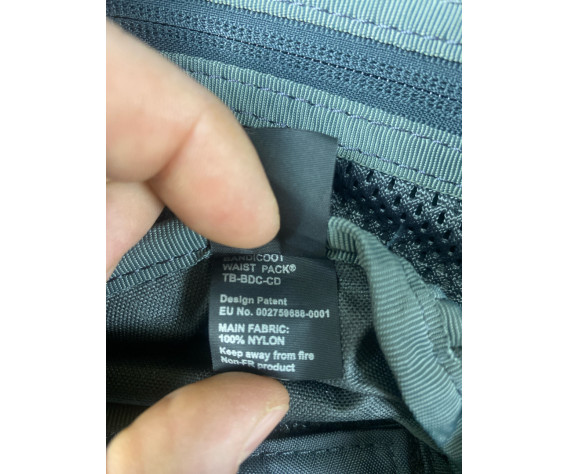 BANDICOOT
WAIST PACK®
TB-BDC-CD
Design Patent
EU No. 002759688-0001
MAIN FABRIC:
100% NYLON
Keep away from fire
Non-FR product